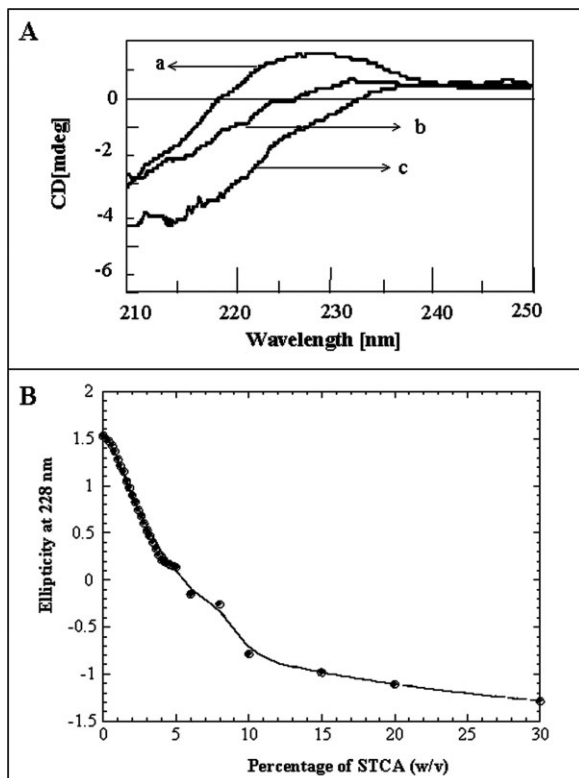 A
CD[mdeg]
0
-2
-4
-6
a
b
c
210 220 230 240 250
Wavelength [nm]
B
Ellipticity at 228 nm
2
1.5
1
0.5
0
-0.5
-1
-1.5
0 5 10 15 20 25 30
Percentage of STCA (w/v)